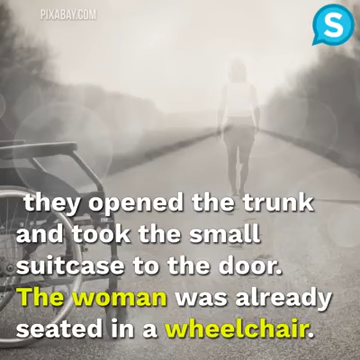 PIXABAY.COM
S
they opened the trunk
and took the small
suitcase to the door.
The woman was already
seated in a wheelchair.